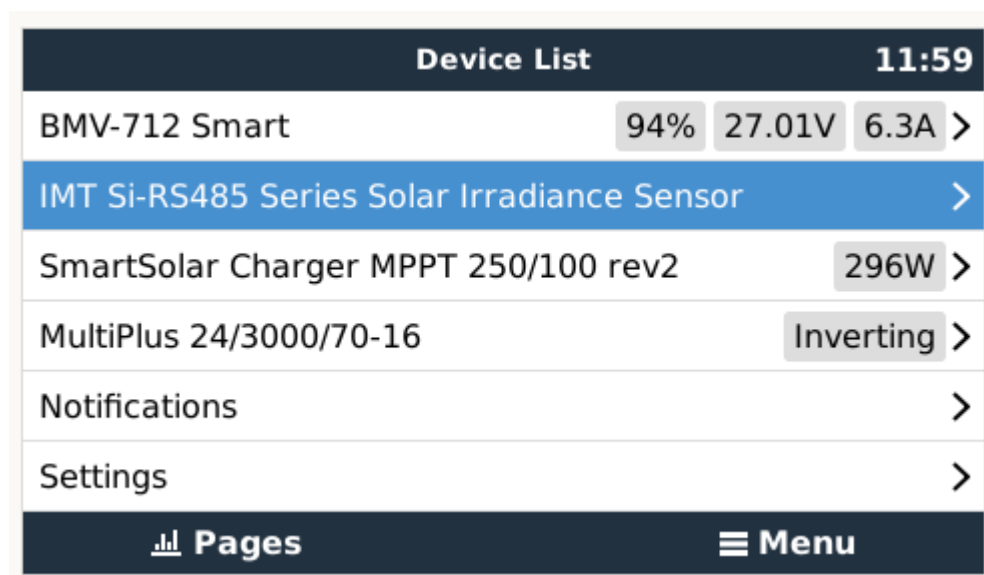 Device List 11:59
BMV-712 Smart 94% 27.01V 6.3A
IMT Si-RS485 Series Solar Irradiance Sensor
SmartSolar Charger MPPT 250/100 rev2 296W
MultiPlus 24/3000/70-16 Inverting
Notifications
Settings
Pages Menu